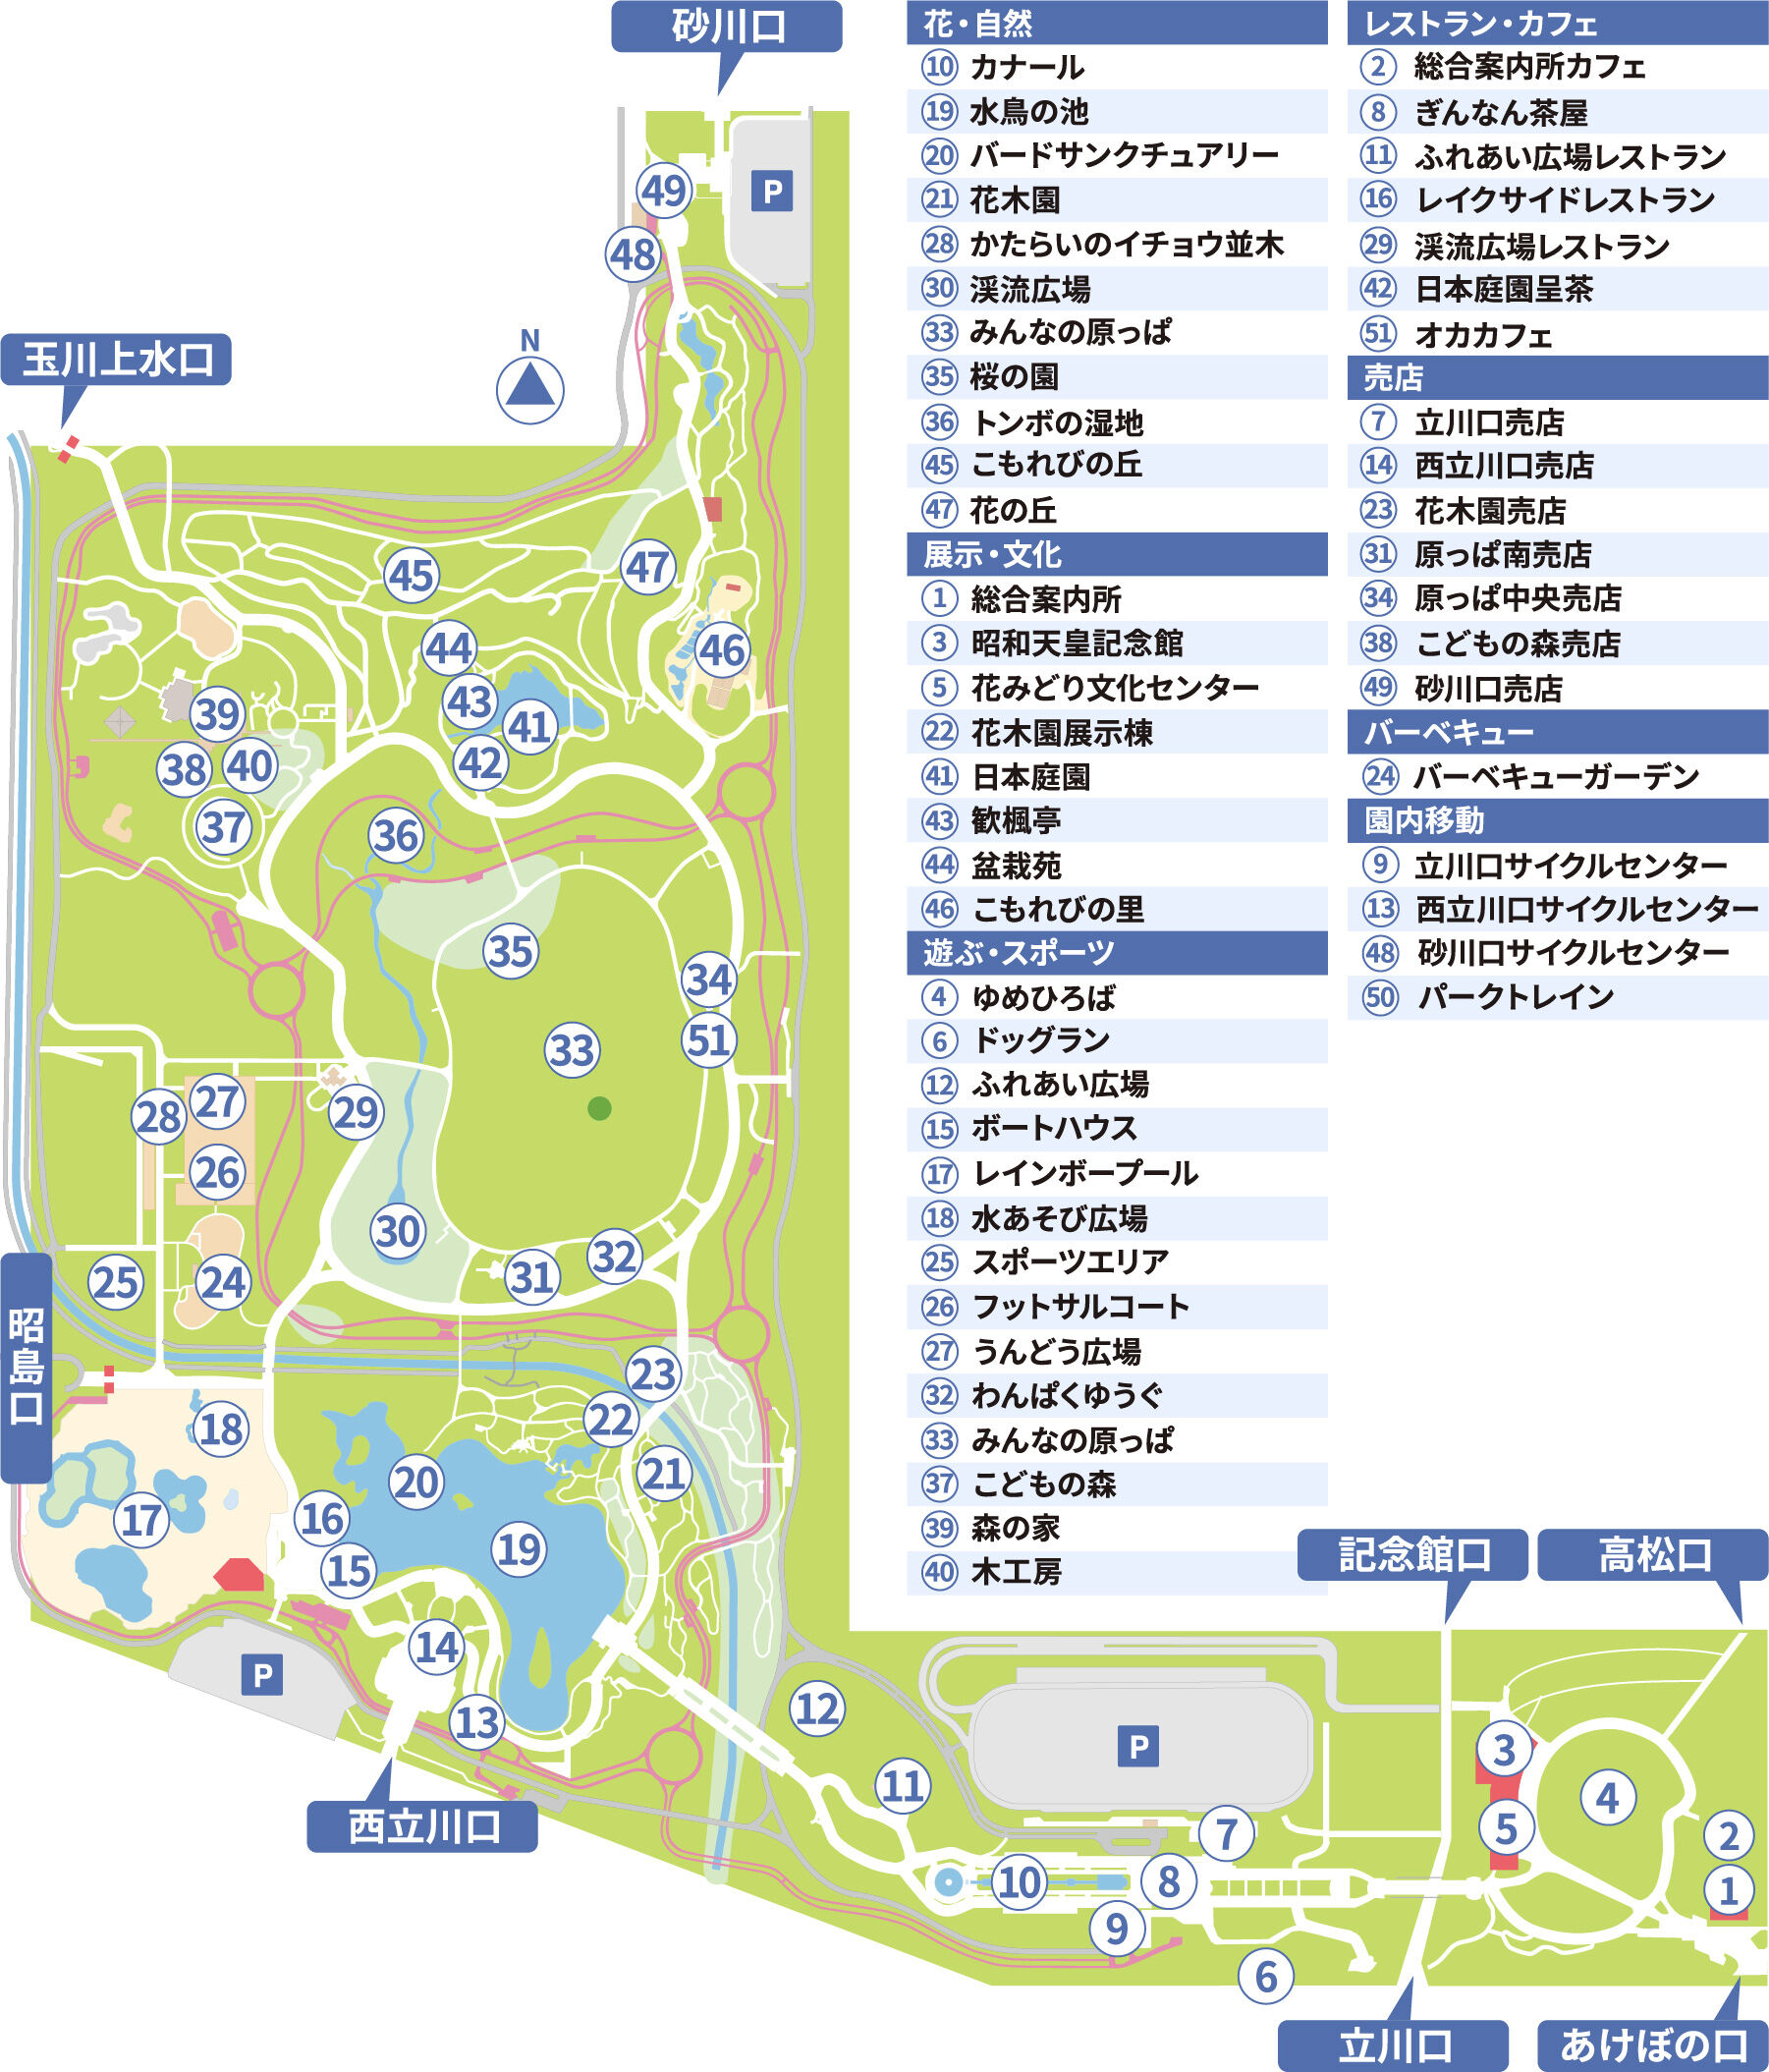 砂川口
玉川上水口
N
P
49
48
45
47
44
46
43
41
39
42
38
40
37
36
35
34
33
51
27
28
29
26
30
32
25
24
31
昭島口
23
22
18
21
20
17
16
19
15
14
P
13
12
西立川口
11
P
3
4
7
5
2
10
8
1
9
6
記念館口
高松口
立川口
あけぼの口
花・自然
10 カナール
19 水鳥の池
20 バードサンクチュアリー
21 花木園
28 かたらいのイチョウ並木
30 渓流広場
33 みんなの原っぱ
35 桜の園
36 トンボの湿地
45 こもれびの丘
47 花の丘
展示・文化
1 総合案内所
3 昭和天皇記念館
5 花みどり文化センター
22 花木園展示棟
41 日本庭園
43 歓楓亭
44 盆栽苑
46 こもれびの里
遊ぶ・スポーツ
4 ゆめひろば
6 ドッグラン
12 ふれあい広場
15 ボートハウス
17 レインボープール
18 水あそび広場
25 スポーツエリア
26 フットサルコート
27 うんどう広場
32 わんぱくゆうぐ
33 みんなの原っぱ
37 こどもの森
39 森の家
40 木工房
レストラン・カフェ
2 総合案内所カフェ
8 ぎんなん茶屋
11 ふれあい広場レストラン
16 レイクサイドレストラン
29 渓流広場レストラン
42 日本庭園呈茶
51 オカカフェ
売店
7 立川口売店
14 西立川口売店
23 花木園売店
31 原っぱ南売店
34 原っぱ中央売店
38 こどもの森売店
49 砂川口売店
バーベキュー
24 バーベキューガーデン
園内移動
9 立川口サイクルセンター
13 西立川口サイクルセンター
48 砂川口サイクルセンター
50 パークトレイン